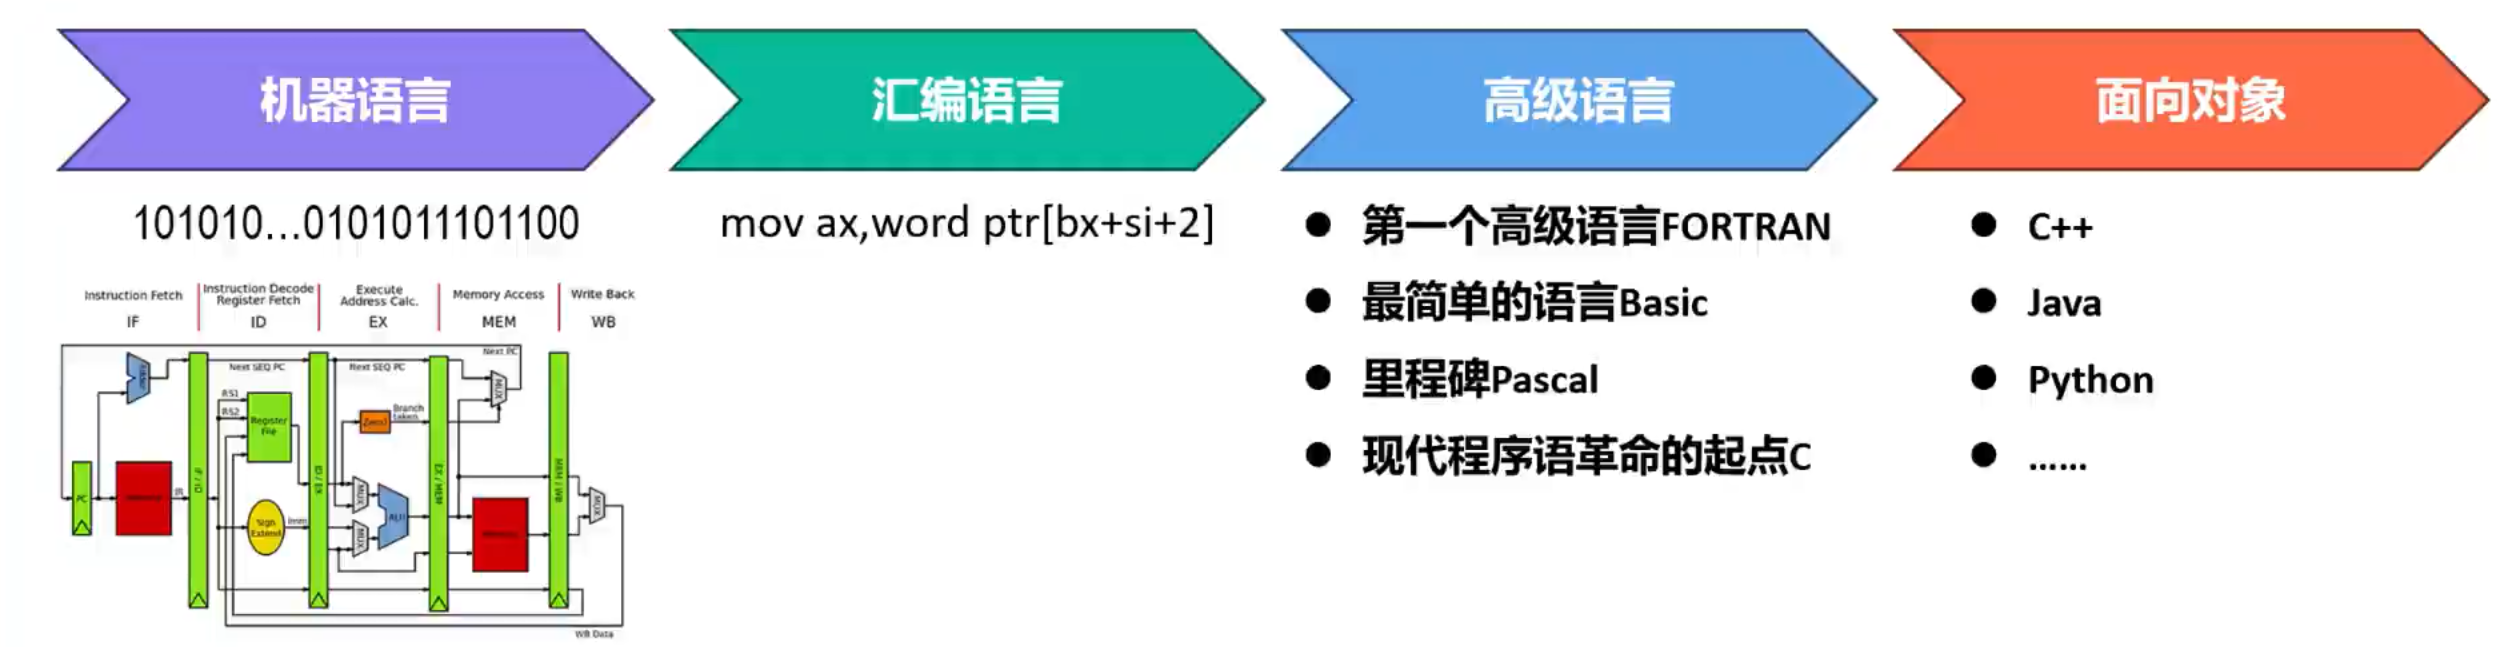 机器语言
汇编语言
高级语言
面向对象
101010...0101011101100
mov ax,word ptr[bx+si+2]
第一个高级语言FORTRAN
最简单的语言Basic
里程碑Pascal
现代程序语革命的起点C
C++
Java
Python
......
Instruction Fetch
IF
Instruction Decode
Register Fetch
ID
Execute
Address Calc.
EX
Memory Access
MEM
Write Back
WB
Next PC
Next SEQ PC
Next SEQ PC
Adder
RS1
RS2
Register
File
Branch
taken
Zero?
IF / ID
ID / EX
EX / MEM
MEM / WB
MUX
MUX
MUX
MUX
PC
IR
Sign
Extend
Imm
ALU
Memory
WB Data